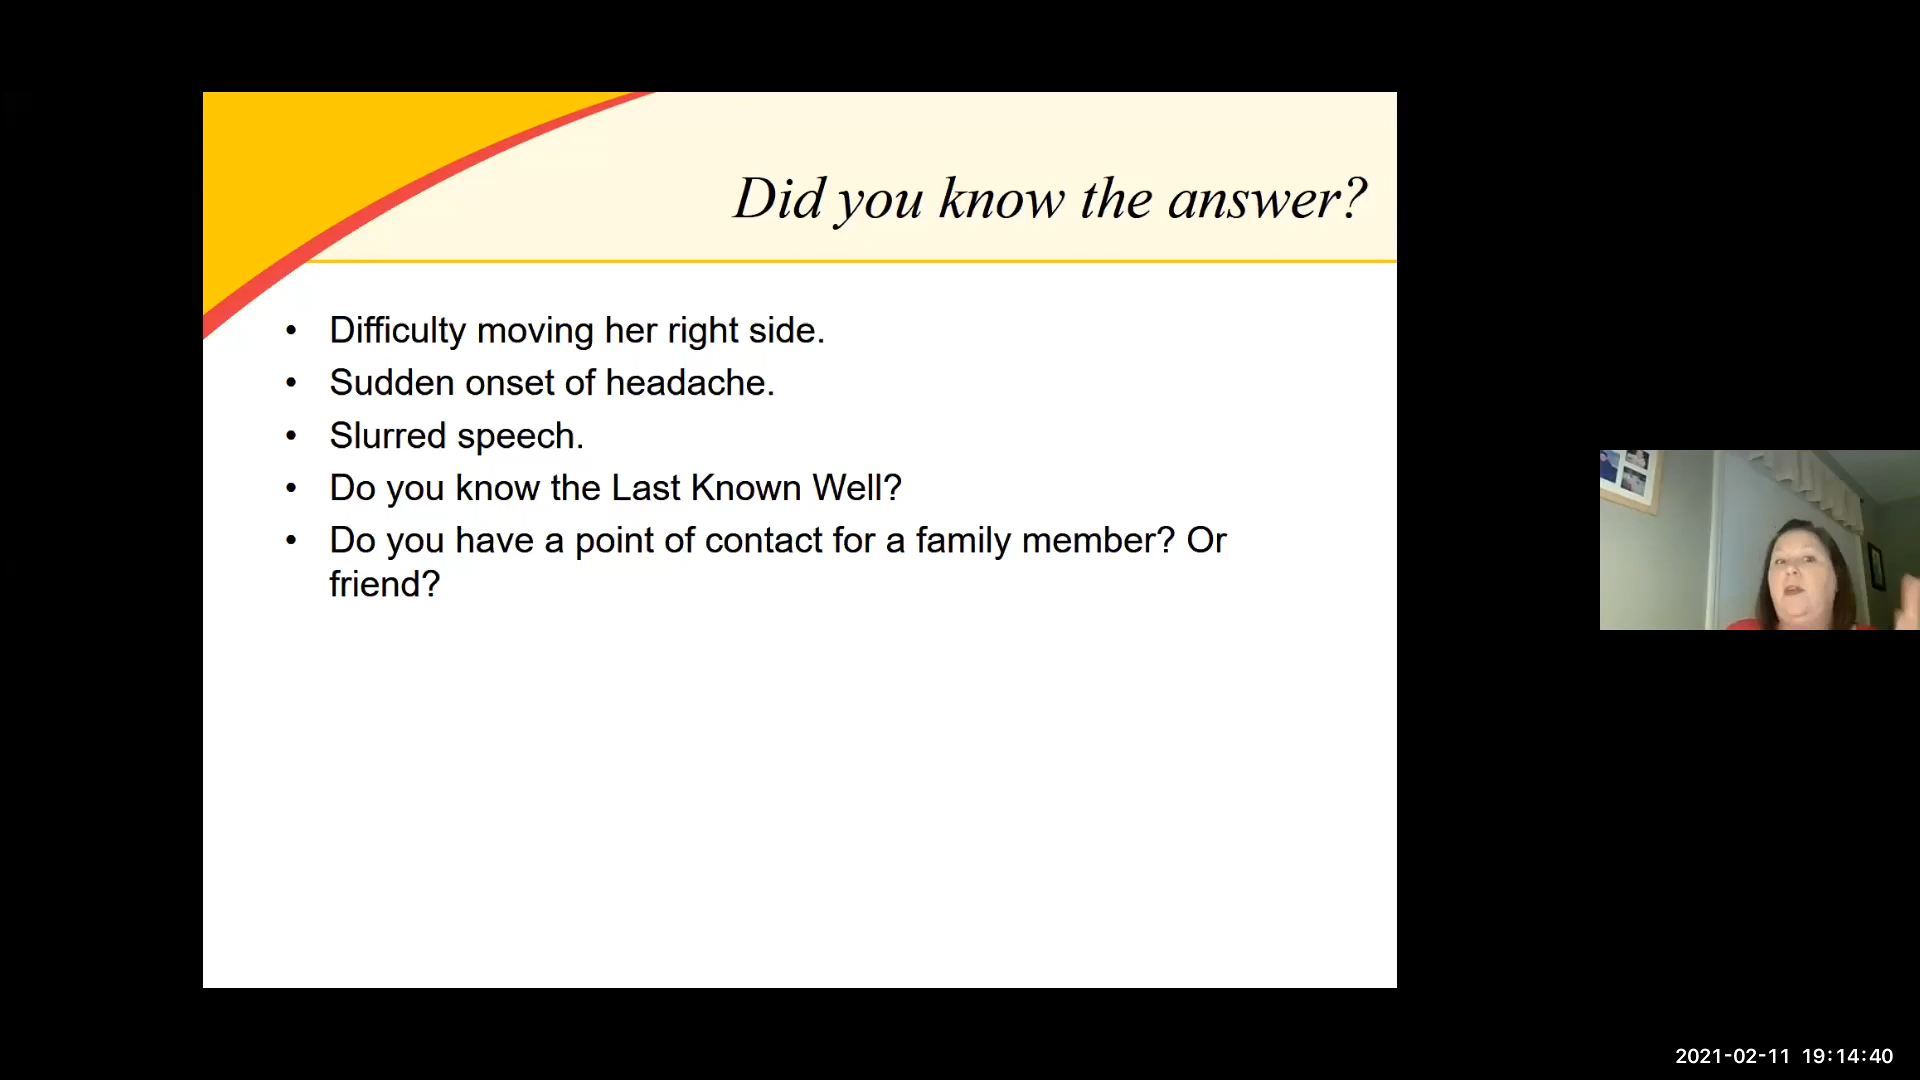 Did you know the answer?
• Difficulty moving her right side.
• Sudden onset of headache.
• Slurred speech.
• Do you know the Last Known Well?
• Do you have a point of contact for a family member? Or
friend?
2021-02-11 19:14:40